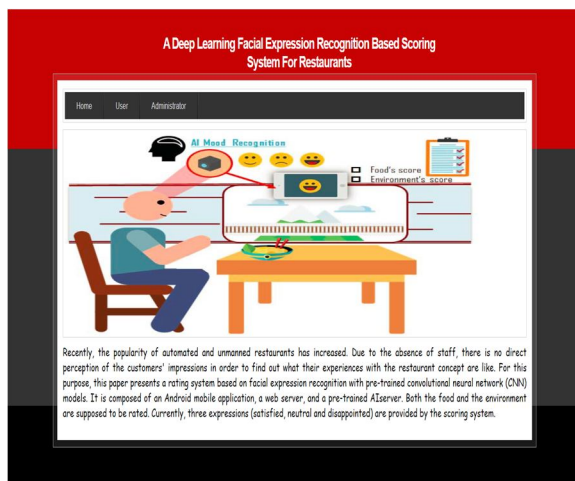 A Deep Learning Facial Expression Recognition Based Scoring
System For Restaurants
Home User Administrator
AI Mood Recognition
Food's score
Environment's score
Recently, the popularity of automated and unmanned restaurants has increased. Due to the absence of staff, there is no direct
perception of the customers' impressions in order to find out what their experiences with the restaurant concept are like. For this
purpose, this paper presents a rating system based on facial expression recognition with pre-trained convolutional neural network (CNN)
models. It is composed of an Android mobile application, a web server, and a pre-trained AIserver. Both the food and the environment
are supposed to be rated. Currently, three expressions (satisfied, neutral and disappointed) are provided by the scoring system.